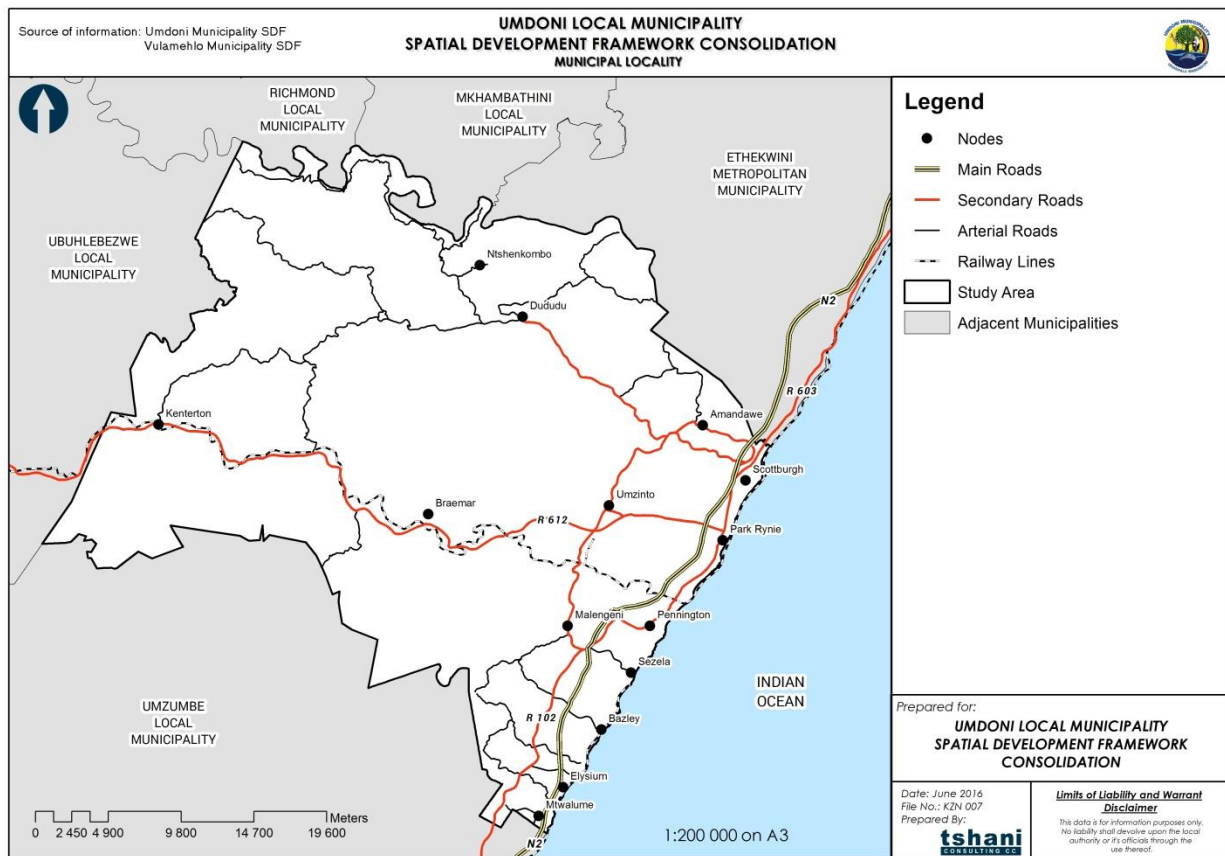 Source of information: Umdoni Municipality SDF
Vulamehlo Municipality SDF
UMDONI LOCAL MUNICIPALITY
SPATIAL DEVELOPMENT FRAMEWORK CONSOLIDATION
MUNICIPAL LOCALITY
RICHMOND
LOCAL
MUNICIPALITY
MKHAMBATHINI
LOCAL
MUNICIPALITY
ETHEKWINI
METROPOLITAN
MUNICIPALITY
UBUHLEBEZWE
LOCAL
MUNICIPALITY
Ntshenkombo
Dududu
N2
R 603
Kenterton
Amandawe
Scottburgh
Braemar
Umzinto
R 612
Park Rynie
Malengeni
Pennington
Sezela
INDIAN
OCEAN
UMZUMBE
LOCAL
MUNICIPALITY
R 102
Bazley
Elysium
Mtwalume
N2
Meters
0 2 450 4 900 9 800 14 700 19 600
1:200 000 on A3
Legend
Nodes
Main Roads
Secondary Roads
Arterial Roads
Railway Lines
Study Area
Adjacent Municipalities
Prepared for:
UMDONI LOCAL MUNICIPALITY
SPATIAL DEVELOPMENT FRAMEWORK
CONSOLIDATION
Date: June 2016
File No.: KZN 007
Prepared By:
tshani
CONSULTING CC
Limits of Liability and Warrant
Disclaimer
This data is for information purposes only.
No liability shall devolve upon the local
authority or it's officials through the
use thereof.